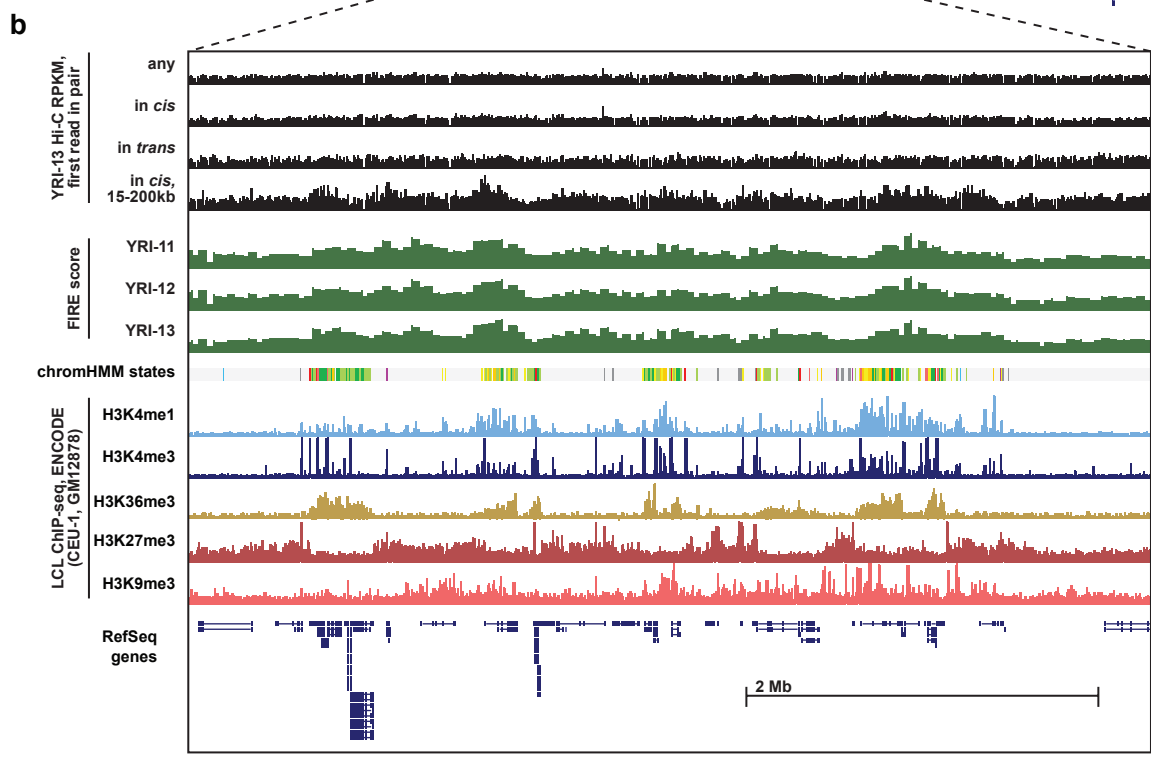 b
YRI-13 Hi-C RPKM,
first read in pair
any
in cis
in trans
in cis,
15-200kb
FIRE score
YRI-11
YRI-12
YRI-13
chromHMM states
LCL ChIP-seq, ENCODE
(CEU-1, GM12878)
H3K4me1
H3K4me3
H3K36me3
H3K27me3
H3K9me3
RefSeq
genes
2 Mb